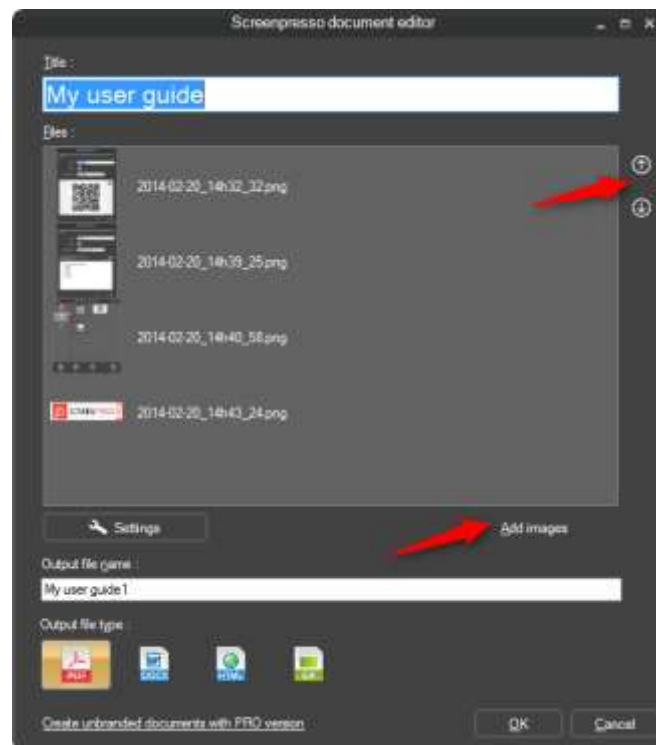 Screenpresso document editor
Title :
My user guide
Files :
2014-02-20_14h32_32.png
2014-02-20_14h39_25.png
2014-02-20_14h40_58.png
2014-02-20_14h43_24.png
Settings
Add images
Output file name :
My user guide1
Output file type :
PDF
DOCX
HTML
GIF
Create unbranded documents with PRO version
OK
Cancel